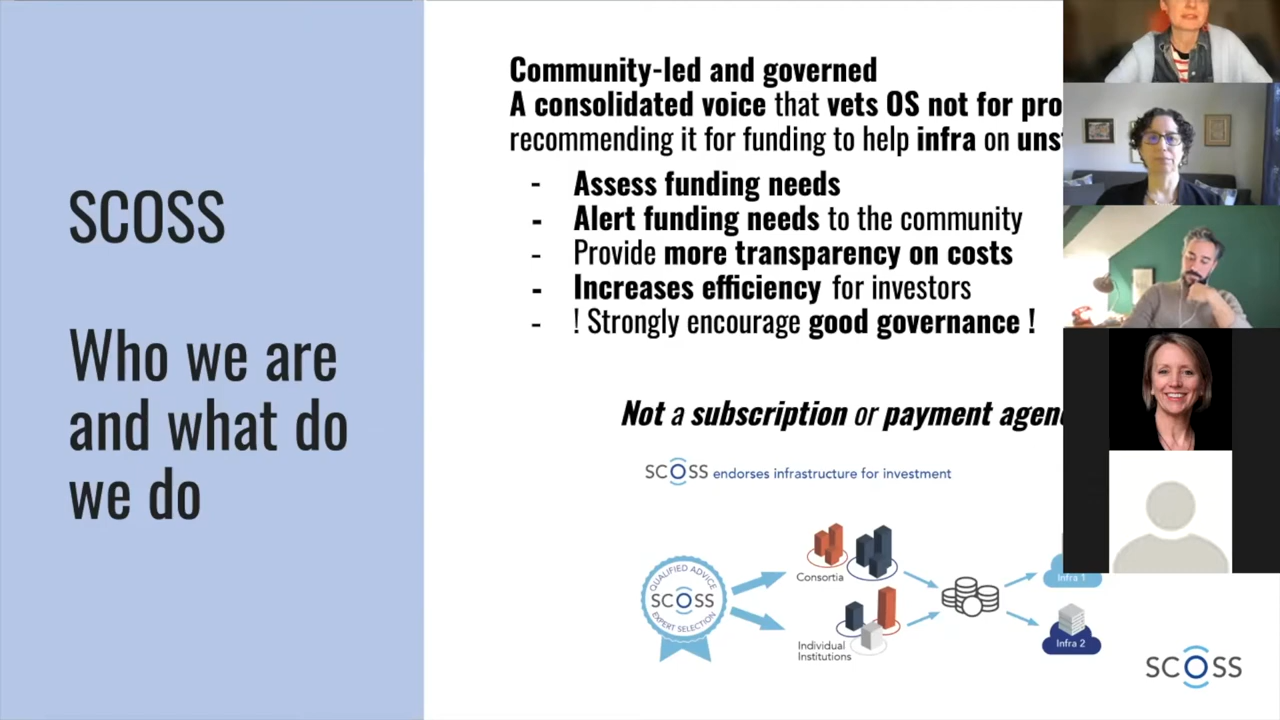 SCOSS
Who we are
and what do
we do
Community-led and governed
A consolidated voice that vets OS not for
recommending it for funding to help infra on
- Assess funding needs
- Alert funding needs to the community
- Provide more transparency on costs
- Increases efficiency for investors
- ! Strongly encourage good governance !
Not a subscription or payment
SCOSS endorses infrastructure for investment
QUALIFIED ADVICE
SCOSS
EXPERT SELECTION
Consortia
Individual
Institutions
Infra 1
Infra 2
SCOSS